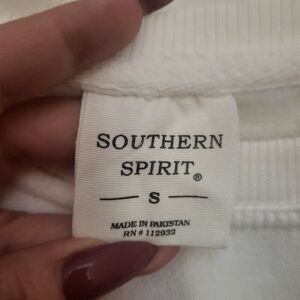 SOUTHERN
SPIRIT®
S
MADE IN PAKISTAN
RN # 112932